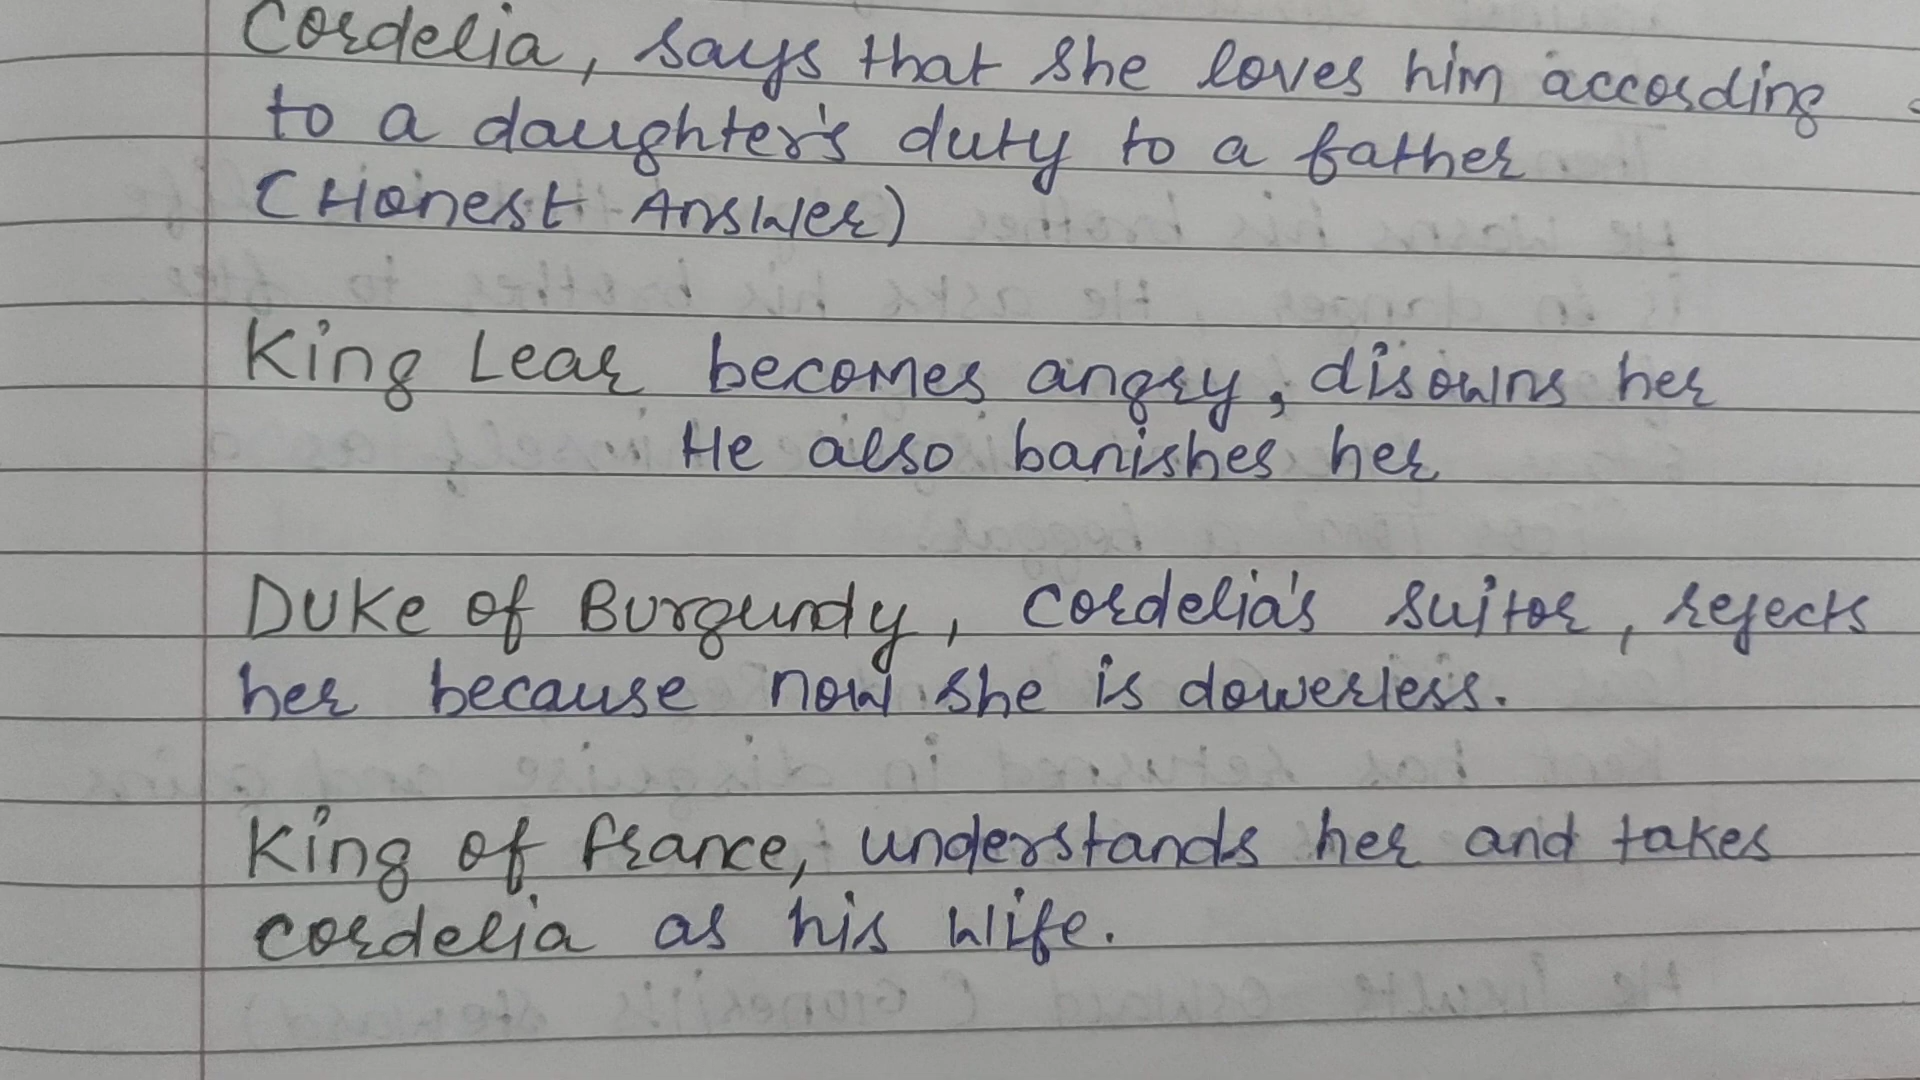 Cordelia, says that she loves him according
to a daughter's duty to a father
(Honest Answer)
King Lear becomes angry, disowns her
He also banishes her
Duke of Burgundy, Cordelia's suitor, rejects
her because now she is dowerless.
King of France, understands her and takes
Cordelia as his wife.